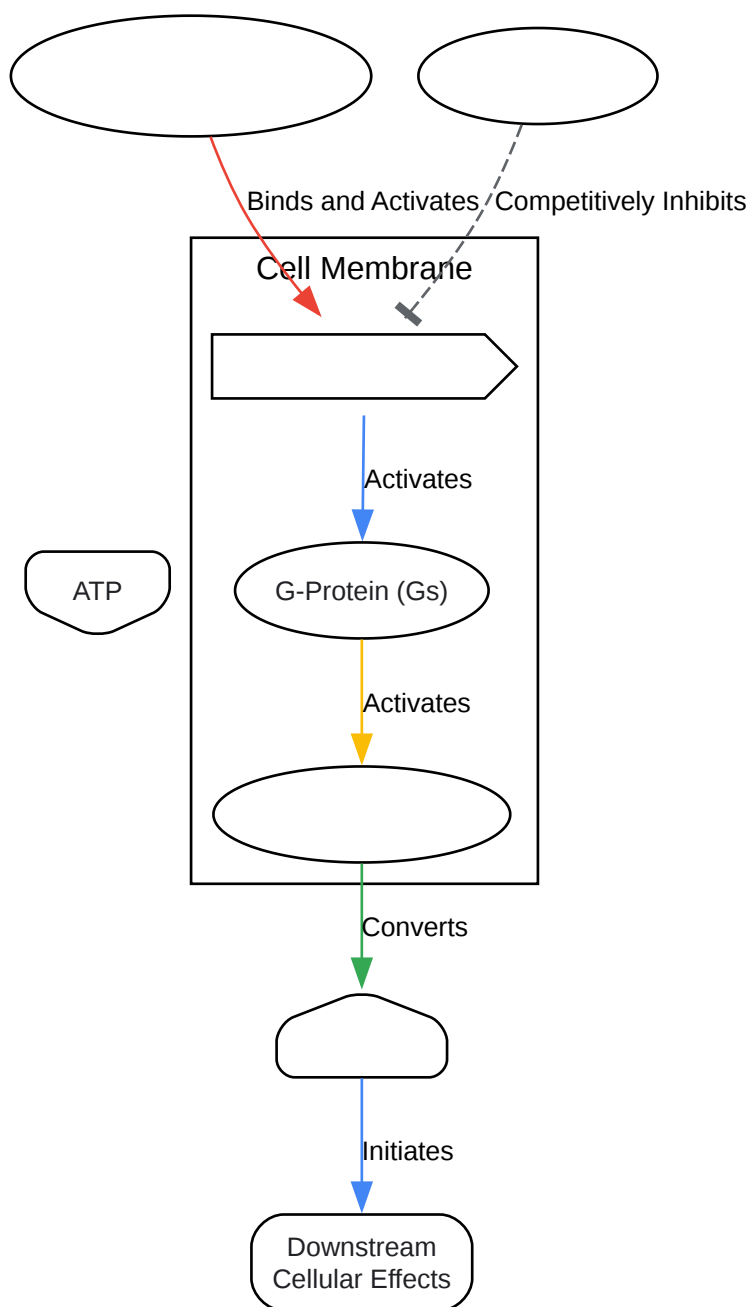 Binds and Activates
Competitively Inhibits
Cell Membrane
Activates
ATP
G-Protein (Gs)
Activates
Converts
Initiates
Downstream
Cellular Effects